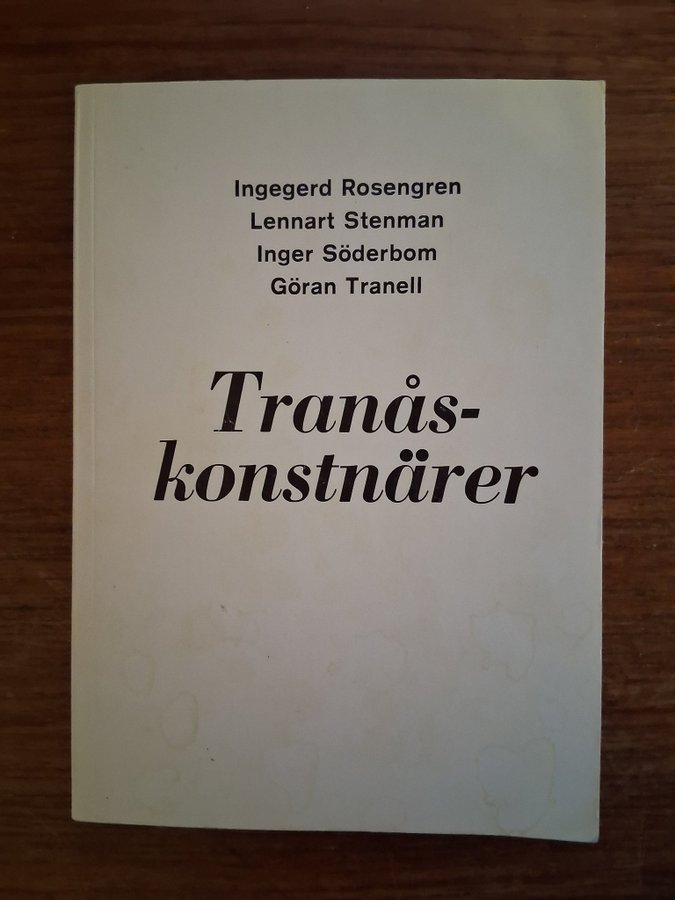 Ingegerd Rosengren
Lennart Stenman
Inger Söderbom
Göran Tranell
Tranås-
konstnärer